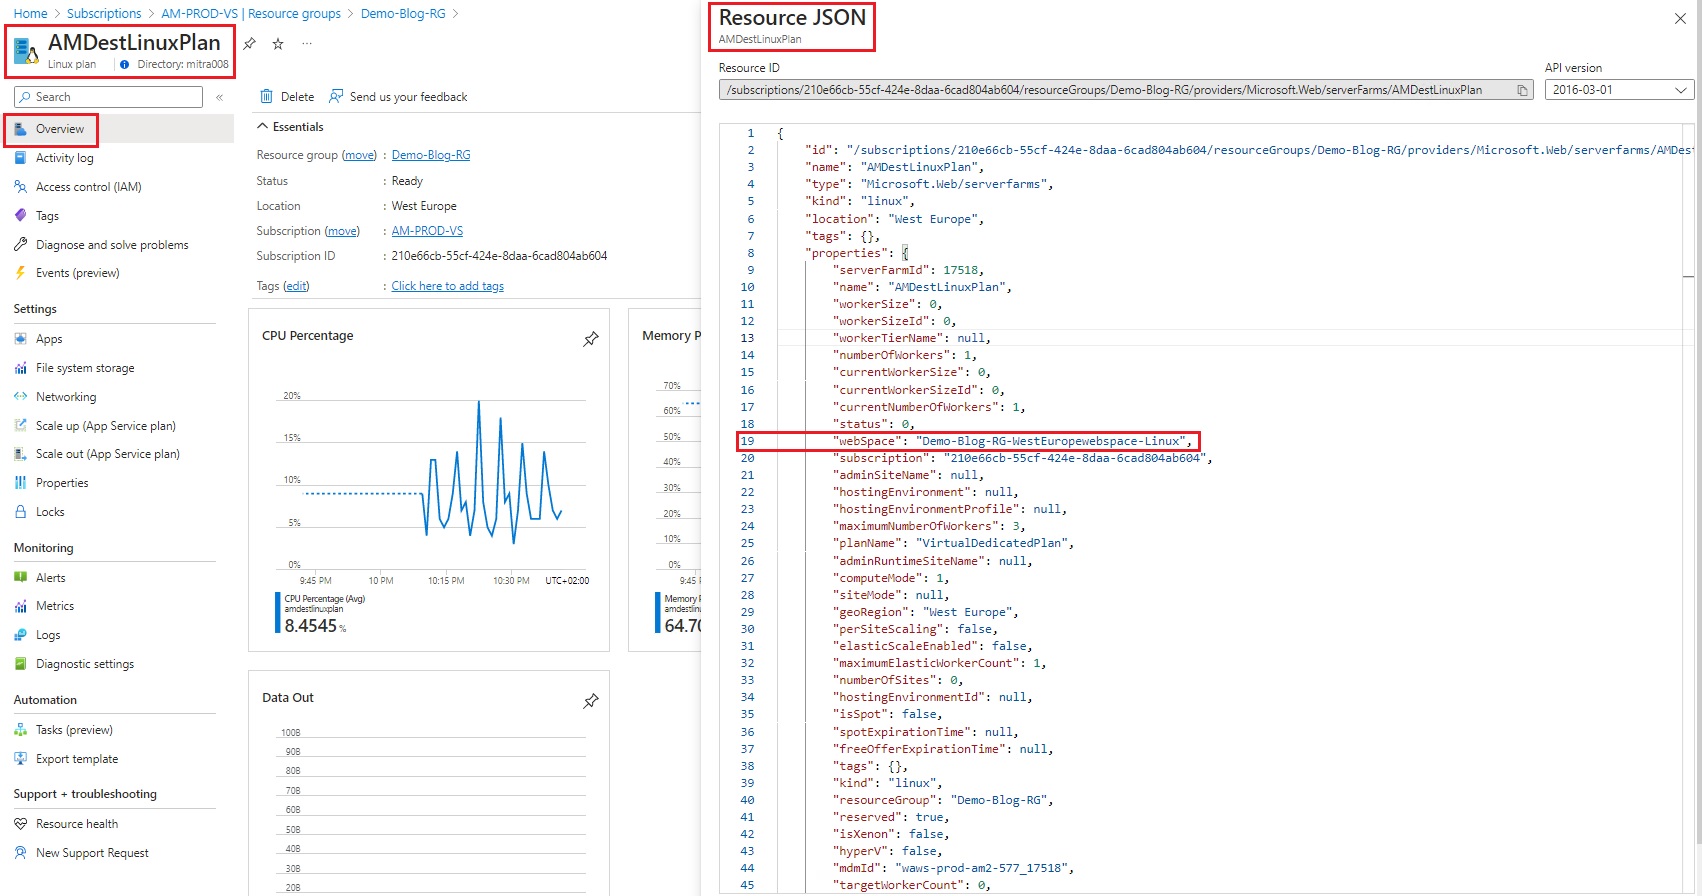 Home > Subscriptions > AM-PROD-VS | Resource groups > Demo-Blog-RG >
AMDestLinuxPlan
Linux plan
Directory: mitra008
Search
Overview
Activity log
Access control (IAM)
Tags
Diagnose and solve problems
Events (preview)
Settings
Apps
File system storage
Networking
Scale up (App Service plan)
Scale out (App Service plan)
Properties
Locks
Monitoring
Alerts
Metrics
Logs
Diagnostic settings
Automation
Tasks (preview)
Export template
Support + troubleshooting
Resource health
New Support Request
Delete
Send us your feedback
Essentials
Resource group (move) : Demo-Blog-RG
Status : Ready
Location : West Europe
Subscription (move) : AM-PROD-VS
Subscription ID : 210e66cb-55cf-424e-8daa-6cad804ab604
Tags (edit) : Click here to add tags
CPU Percentage
20%
15%
10%
5%
0%
9:45 PM 10 PM 10:15 PM 10:30 PM UTC+02:00
CPU Percentage (Avg)
amdestlinuxplan
8.4545 %
Memory P
70%
60%
50%
40%
30%
20%
10%
0%
9:45
Memory P
amdestli
64.70
Data Out
100B
90B
80B
70B
60B
50B
40B
30B
20B
Resource JSON
AMDestLinuxPlan
Resource ID
/subscriptions/210e66cb-55cf-424e-8daa-6cad804ab604/resourceGroups/Demo-Blog-RG/providers/Microsoft.Web/serverFarms/AMDestLinuxPlan
API version
2016-03-01
1 {
2 "id": "/subscriptions/210e66cb-55cf-424e-8daa-6cad804ab604/resourceGroups/Demo-Blog-RG/providers/Microsoft.Web/serverfarms/AMDest
3 "name": "AMDestLinuxPlan",
4 "type": "Microsoft.Web/serverfarms",
5 "kind": "linux",
6 "location": "West Europe",
7 "tags": {},
8 "properties": {
9 "serverFarmId": 17518,
10 "name": "AMDestLinuxPlan",
11 "workerSize": 0,
12 "workerSizeId": 0,
13 "workerTierName": null,
14 "numberOfWorkers": 1,
15 "currentWorkerSize": 0,
16 "currentWorkerSizeId": 0,
17 "currentNumberOfWorkers": 1,
18 "status": 0,
19 "webSpace": "Demo-Blog-RG-WestEuropewebspace-Linux",
20 "subscription": "210e66cb-55cf-424e-8daa-6cad804ab604",
21 "adminSiteName": null,
22 "hostingEnvironment": null,
23 "hostingEnvironmentProfile": null,
24 "maximumNumberOfWorkers": 3,
25 "planName": "VirtualDedicatedPlan",
26 "adminRuntimeSiteName": null,
27 "computeMode": 1,
28 "siteMode": null,
29 "geoRegion": "West Europe",
30 "perSiteScaling": false,
31 "elasticScaleEnabled": false,
32 "maximumElasticWorkerCount": 1,
33 "numberOfSites": 0,
34 "hostingEnvironmentId": null,
35 "isSpot": false,
36 "spotExpirationTime": null,
37 "freeOfferExpirationTime": null,
38 "tags": {},
39 "kind": "linux",
40 "resourceGroup": "Demo-Blog-RG",
41 "reserved": true,
42 "isXenon": false,
43 "hyperV": false,
44 "mdmId": "waws-prod-am2-577_17518",
45 "targetWorkerCount": 0,